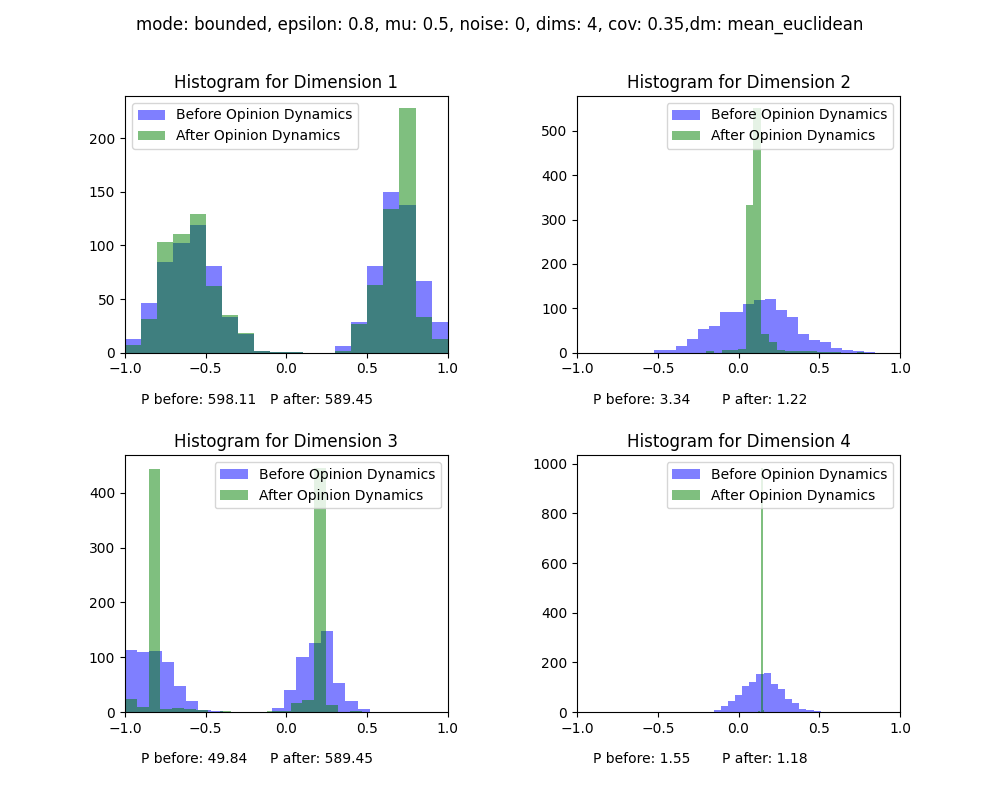 mode: bounded, epsilon: 0.8, mu: 0.5, noise: 0, dims: 4, cov: 0.35,dm: mean_euclidean
Histogram for Dimension 1
Before Opinion Dynamics
After Opinion Dynamics
200
150
100
50
0
−1.0 −0.5 0.0 0.5 1.0
P before: 598.11 P after: 589.45
Histogram for Dimension 2
Before Opinion Dynamics
After Opinion Dynamics
500
400
300
200
100
0
−1.0 −0.5 0.0 0.5 1.0
P before: 3.34 P after: 1.22
Histogram for Dimension 3
Before Opinion Dynamics
After Opinion Dynamics
400
300
200
100
0
−1.0 −0.5 0.0 0.5 1.0
P before: 49.84 P after: 589.45
Histogram for Dimension 4
Before Opinion Dynamics
After Opinion Dynamics
1000
800
600
400
200
0
−1.0 −0.5 0.0 0.5 1.0
P before: 1.55 P after: 1.18